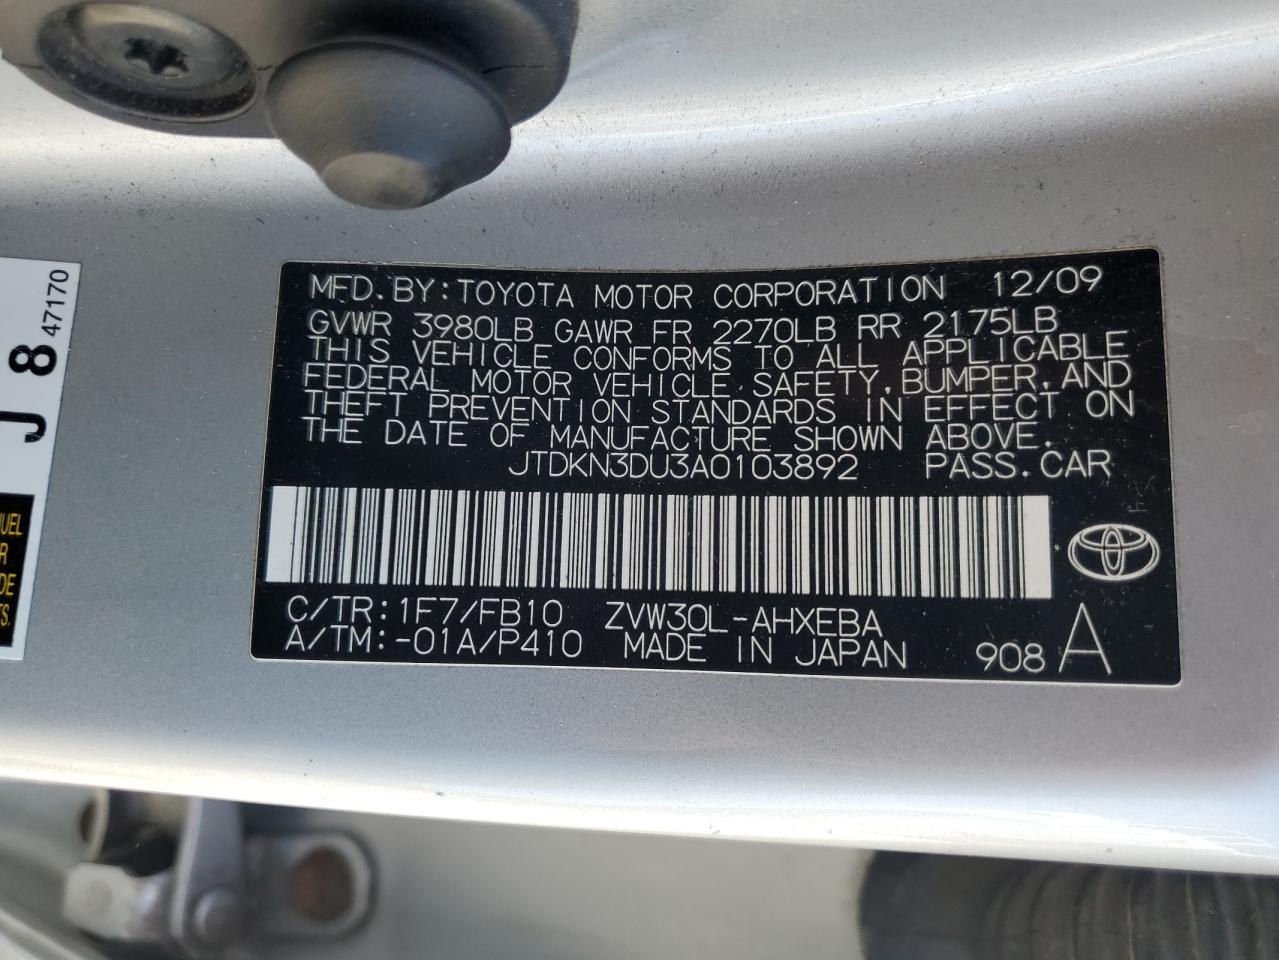 MFD. BY: TOYOTA MOTOR CORPORATION 12/09
GVWR 3980LB GAWR FR 2270LB RR 2175LB
THIS VEHICLE CONFORMS TO ALL APPLICABLE
FEDERAL MOTOR VEHICLE SAFETY, BUMPER, AND
THEFT PREVENTION STANDARDS IN EFFECT ON
THE DATE OF MANUFACTURE SHOWN ABOVE.
JTDKN3DU3A0103892 PASS. CAR
C/TR: 1F7/FB10 ZVW30L-AHXEBA
A/TM: -01A/P410 MADE IN JAPAN 908 A
J 8 47170